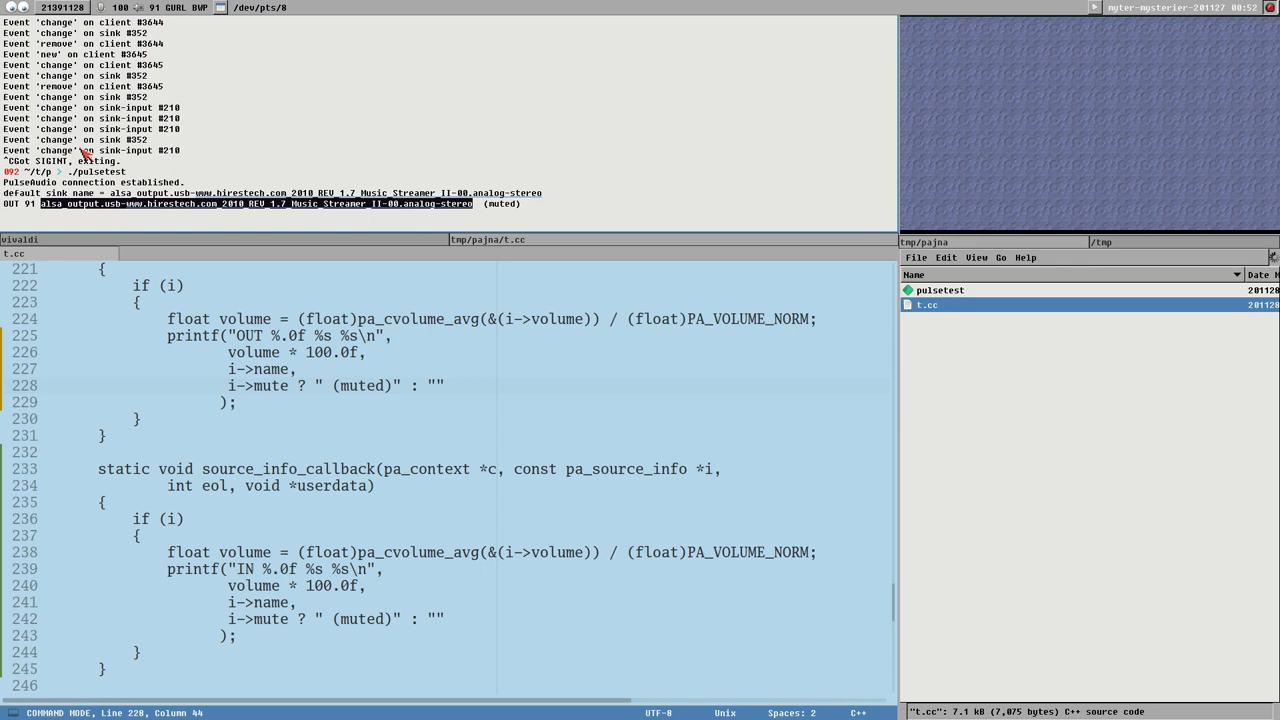 21391128 100 91 GURL BWP /dev/pts/8
myter-mysterier-201127 00:52
Event 'change' on client #3644
Event 'change' on sink #352
Event 'remove' on client #3644
Event 'new' on client #3645
Event 'change' on client #3645
Event 'change' on sink #352
Event 'remove' on client #3645
Event 'change' on sink #352
Event 'change' on sink-input #210
Event 'change' on sink-input #210
Event 'change' on sink-input #210
Event 'change' on sink #352
Event 'change' on sink-input #210
^CGot SIGINT, exiting.
092 ~/t/p > ./pulsetest
PulseAudio connection established.
default sink name = alsa_output.usb-www.hirestech.com_2010_REV_1.7_Music_Streamer_II-00.analog-stereo
OUT 91 alsa_output.usb-www.hirestech.com_2010_REV_1.7_Music_Streamer_II-00.analog-stereo  (muted)
vivaldi
tmp/pajna/t.cc
t.cc
221 {
222 if (i)
223 {
224 float volume = (float)pa_cvolume_avg(&(i->volume)) / (float)PA_VOLUME_NORM;
225 printf("OUT %.0f %s %s\n",
226 volume * 100.0f,
227 i->name,
228 i->mute ? " (muted)" : ""
229 );
230 }
231 }
232
233 static void source_info_callback(pa_context *c, const pa_source_info *i,
234 int eol, void *userdata)
235 {
236 if (i)
237 {
238 float volume = (float)pa_cvolume_avg(&(i->volume)) / (float)PA_VOLUME_NORM;
239 printf("IN %.0f %s %s\n",
240 volume * 100.0f,
241 i->name,
242 i->mute ? " (muted)" : ""
243 );
244 }
245 }
246
COMMAND MODE, Line 228, Column 44 UTF-8 Unix Spaces: 2 C++
tmp/pajna
/tmp
File Edit View Go Help
Name Date M
pulsetest 201128
t.cc 201128
"t.cc": 7.1 kB (7,075 bytes) C++ source code